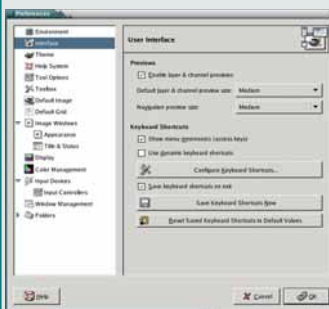 Preferences
Environment
Interface
Theme
Help System
Tool Options
Toolbox
Default Image
Default Grid
Image Windows
Appearance
Title & Status
Display
Color Management
Input Devices
Input Controllers
Window Management
Folders
User Interface
Previews
Enable layer & channel previews
Default layer & channel preview size: Medium
Navigation preview size: Medium
Keyboard Shortcuts
Show menu mnemonics (access keys)
Use dynamic keyboard shortcuts
Configure Keyboard Shortcuts...
Save keyboard shortcuts on exit
Save Keyboard Shortcuts Now
Reset Saved Keyboard Shortcuts to Default Values
Help
Cancel
OK